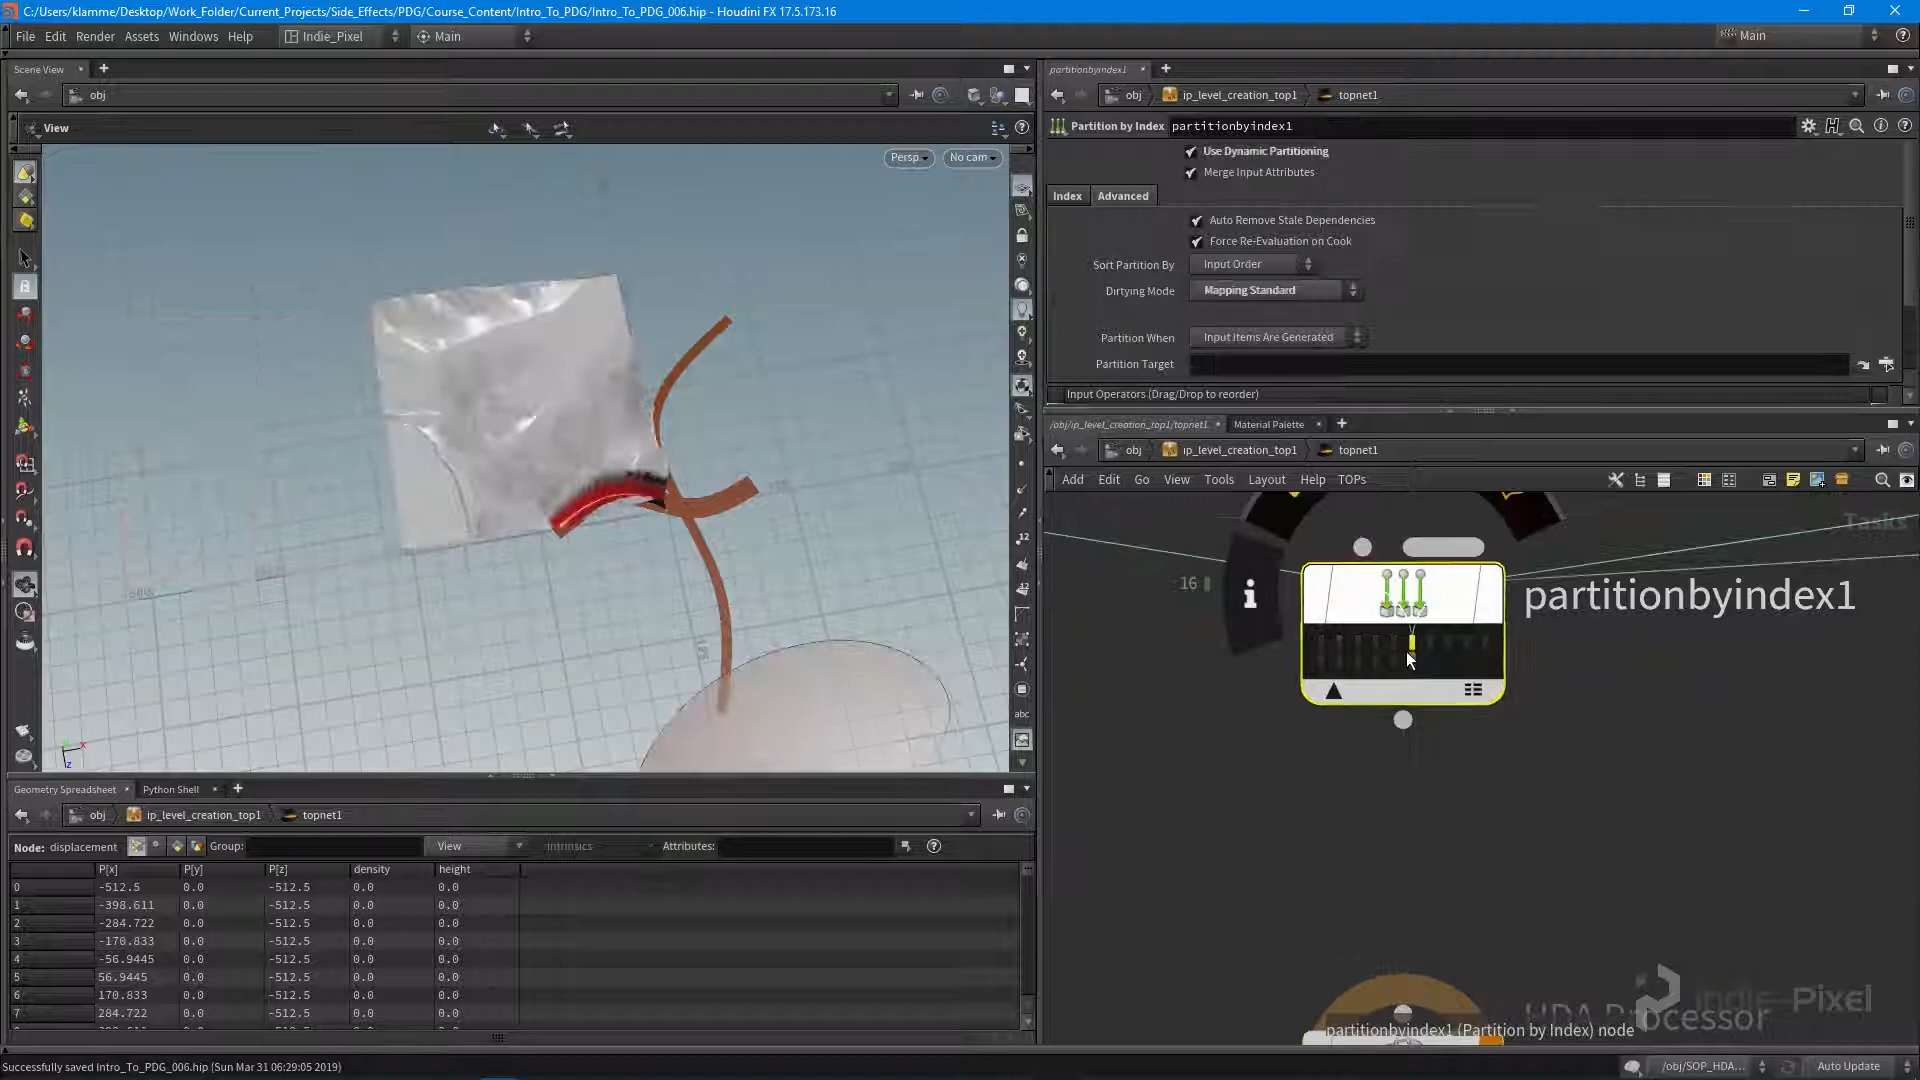 C:/Users/klamme/Desktop/Work_Folder/Current_Projects/Side_Effects/PDG/Course_Content/Intro_To_PDG/Intro_To_PDG_006.hip - Houdini FX 17.5.173.16
File Edit Render Assets Windows Help Indie_Pixel Main Main
Scene View
obj
View
Persp No cam
abc
Geometry Spreadsheet Python Shell
obj ip_level_creation_top1 topnet1
Node: displacement Group: View Intrinsics Attributes:
P[x] P[y] P[z] density height
0 -512.5 0.0 -512.5 0.0 0.0
1 -398.611 0.0 -512.5 0.0 0.0
2 -284.722 0.0 -512.5 0.0 0.0
3 -170.833 0.0 -512.5 0.0 0.0
4 -56.9445 0.0 -512.5 0.0 0.0
5 56.9445 0.0 -512.5 0.0 0.0
6 170.833 0.0 -512.5 0.0 0.0
7 284.722 0.0 -512.5 0.0 0.0
partitionbyindex1
obj ip_level_creation_top1 topnet1
Partition by Index partitionbyindex1
Use Dynamic Partitioning
Merge Input Attributes
Index Advanced
Auto Remove Stale Dependencies
Force Re-Evaluation on Cook
Sort Partition By Input Order
Dirtying Mode Mapping Standard
Partition When Input Items Are Generated
Partition Target
Input Operators (Drag/Drop to reorder)
/obj/ip_level_creation_top1/topnet1 Material Palette
obj ip_level_creation_top1 topnet1
Add Edit Go View Tools Layout Help TOPs
Tasks
16
partitionbyindex1
HDA Processor
Indie Pixel
partitionbyindex1 (Partition by Index) node
Successfully saved Intro_To_PDG_006.hip (Sun Mar 31 06:29:05 2019)
/obj/SOP_HDA... Auto Update